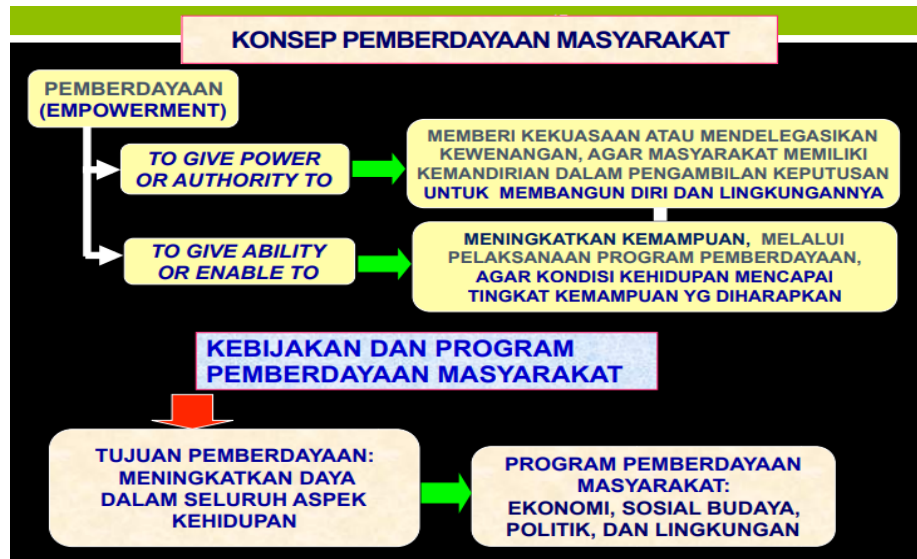 KONSEP PEMBERDAYAAN MASYARAKAT
PEMBERDAYAAN
(EMPOWERMENT)
TO GIVE POWER
OR AUTHORITY TO
MEMBERI KEKUASAAN ATAU MENDELEGASIKAN
KEWENANGAN, AGAR MASYARAKAT MEMILIKI
KEMANDIRIAN DALAM PENGAMBILAN KEPUTUSAN
UNTUK MEMBANGUN DIRI DAN LINGKUNGANNYA
TO GIVE ABILITY
OR ENABLE TO
MENINGKATKAN KEMAMPUAN, MELALUI
PELAKSANAAN PROGRAM PEMBERDAYAAN,
AGAR KONDISI KEHIDUPAN MENCAPAI
TINGKAT KEMAMPUAN YG DIHARAPKAN
KEBIJAKAN DAN PROGRAM
PEMBERDAYAAN MASYARAKAT
TUJUAN PEMBERDAYAAN:
MENINGKATKAN DAYA
DALAM SELURUH ASPEK
KEHIDUPAN
PROGRAM PEMBERDAYAAN
MASYARAKAT:
EKONOMI, SOSIAL BUDAYA,
POLITIK, DAN LINGKUNGAN